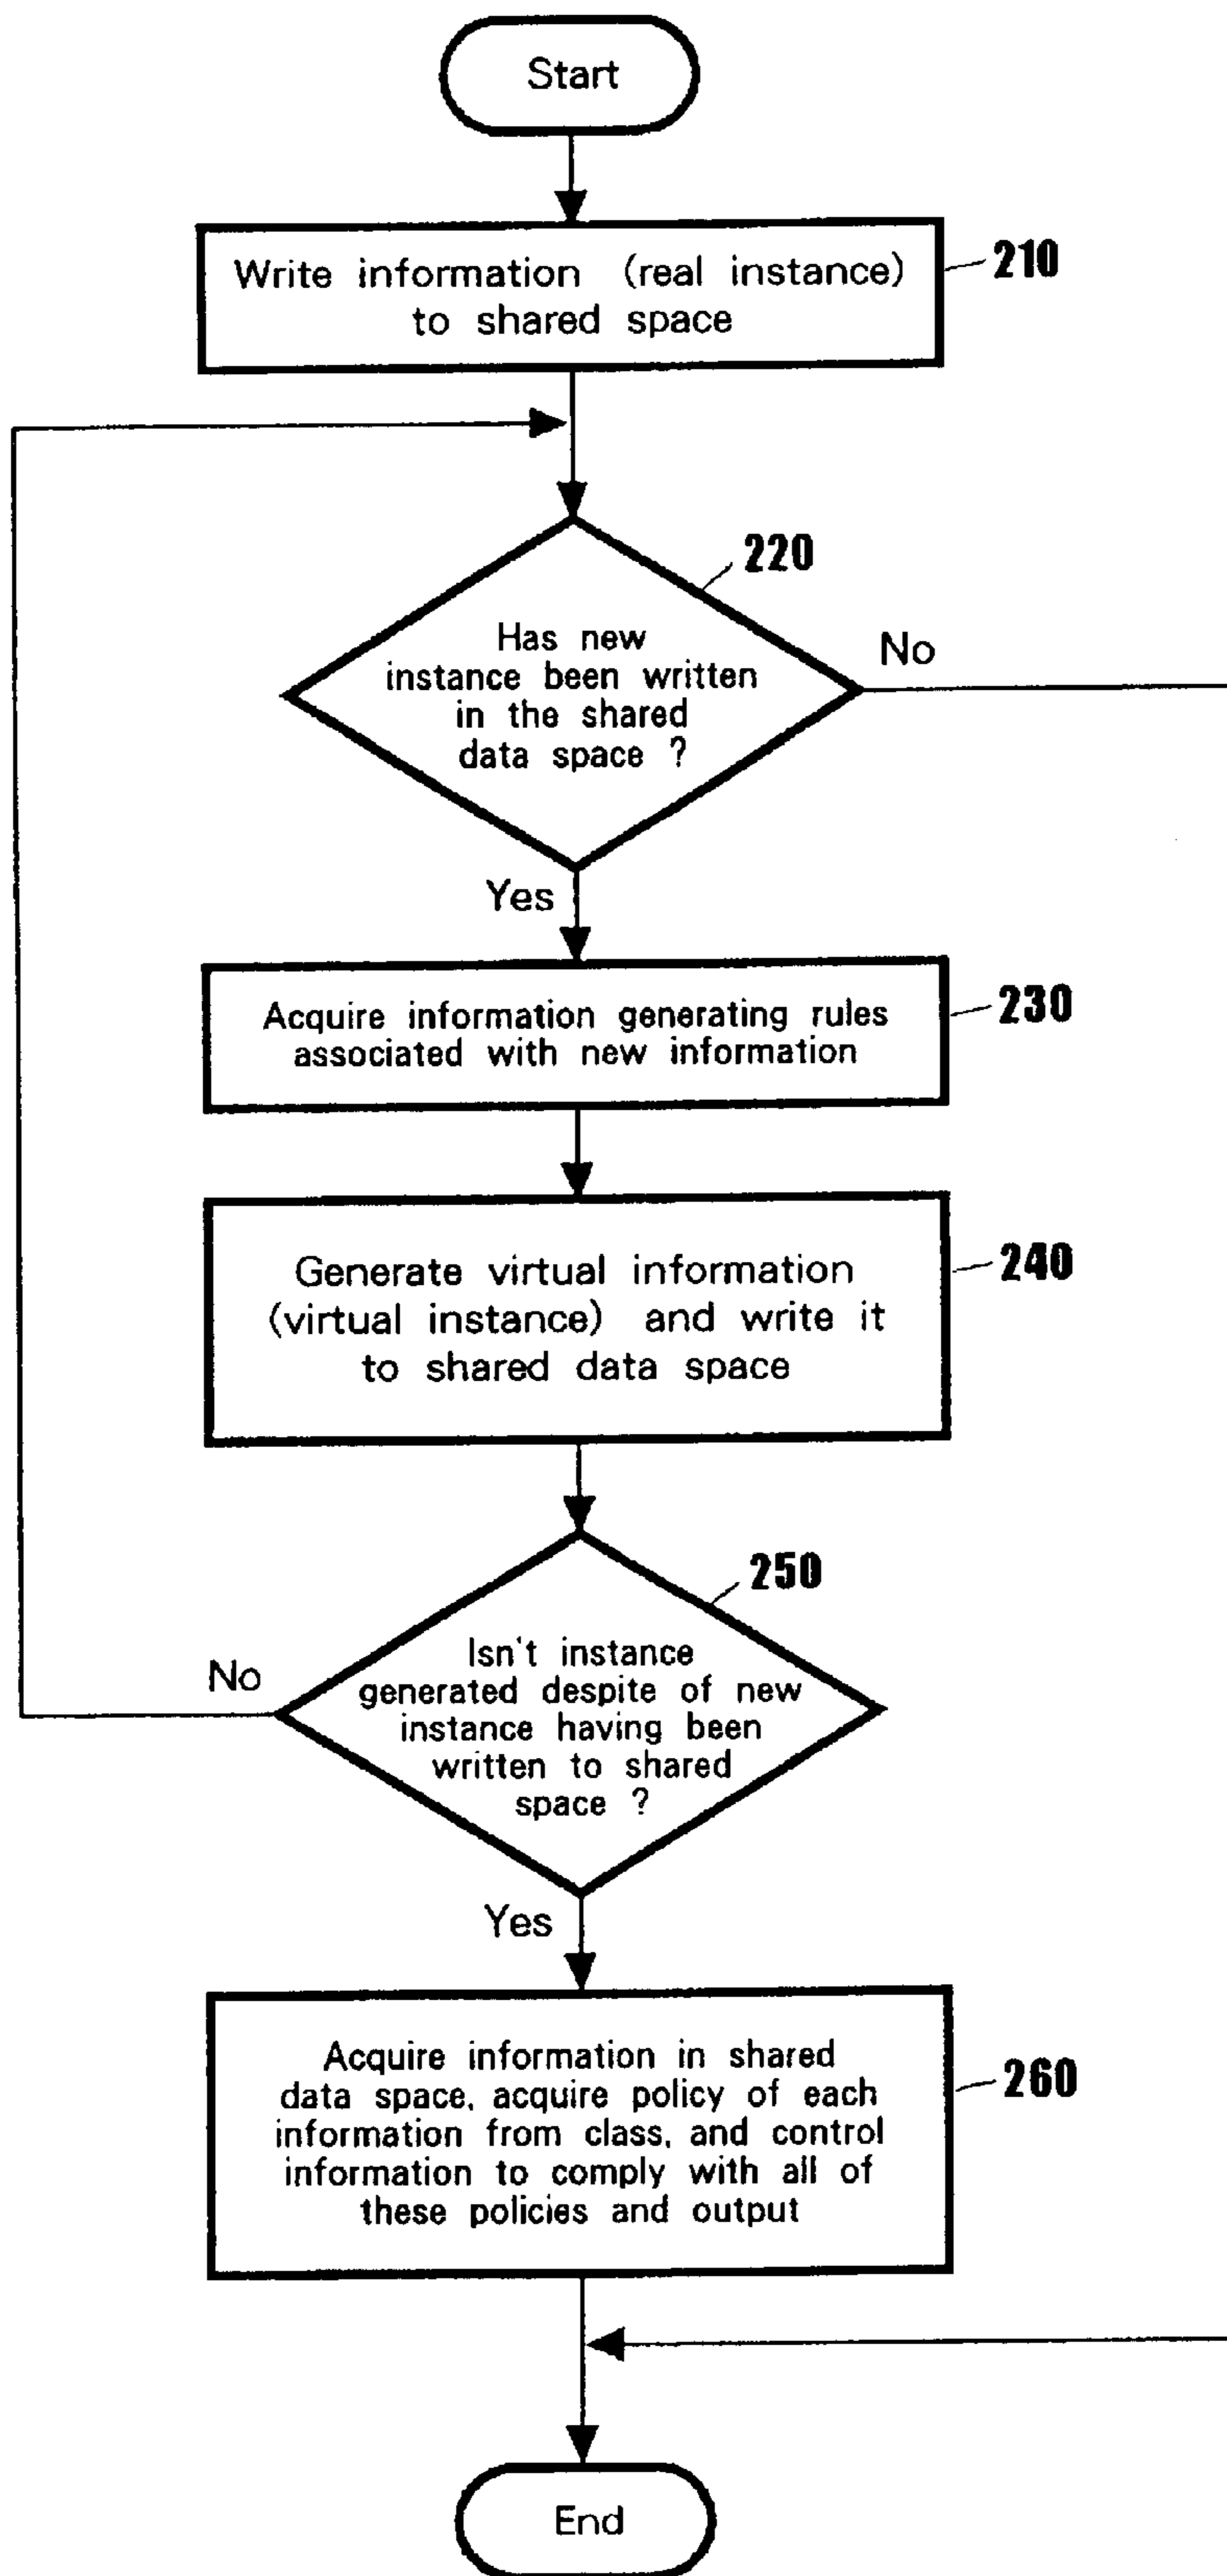 Start
Write information (real instance)
to shared space
210
220
Has new
instance been written
in the shared
data space ?
No
Yes
Acquire information generating rules
associated with new information
230
Generate virtual information
(virtual instance) and write it
to shared data space
240
250
Isn't instance
generated despite of new
instance having been
written to shared
space ?
No
Yes
Acquire information in shared
data space, acquire policy of each
information from class, and control
information to comply with all of
these policies and output
260
End